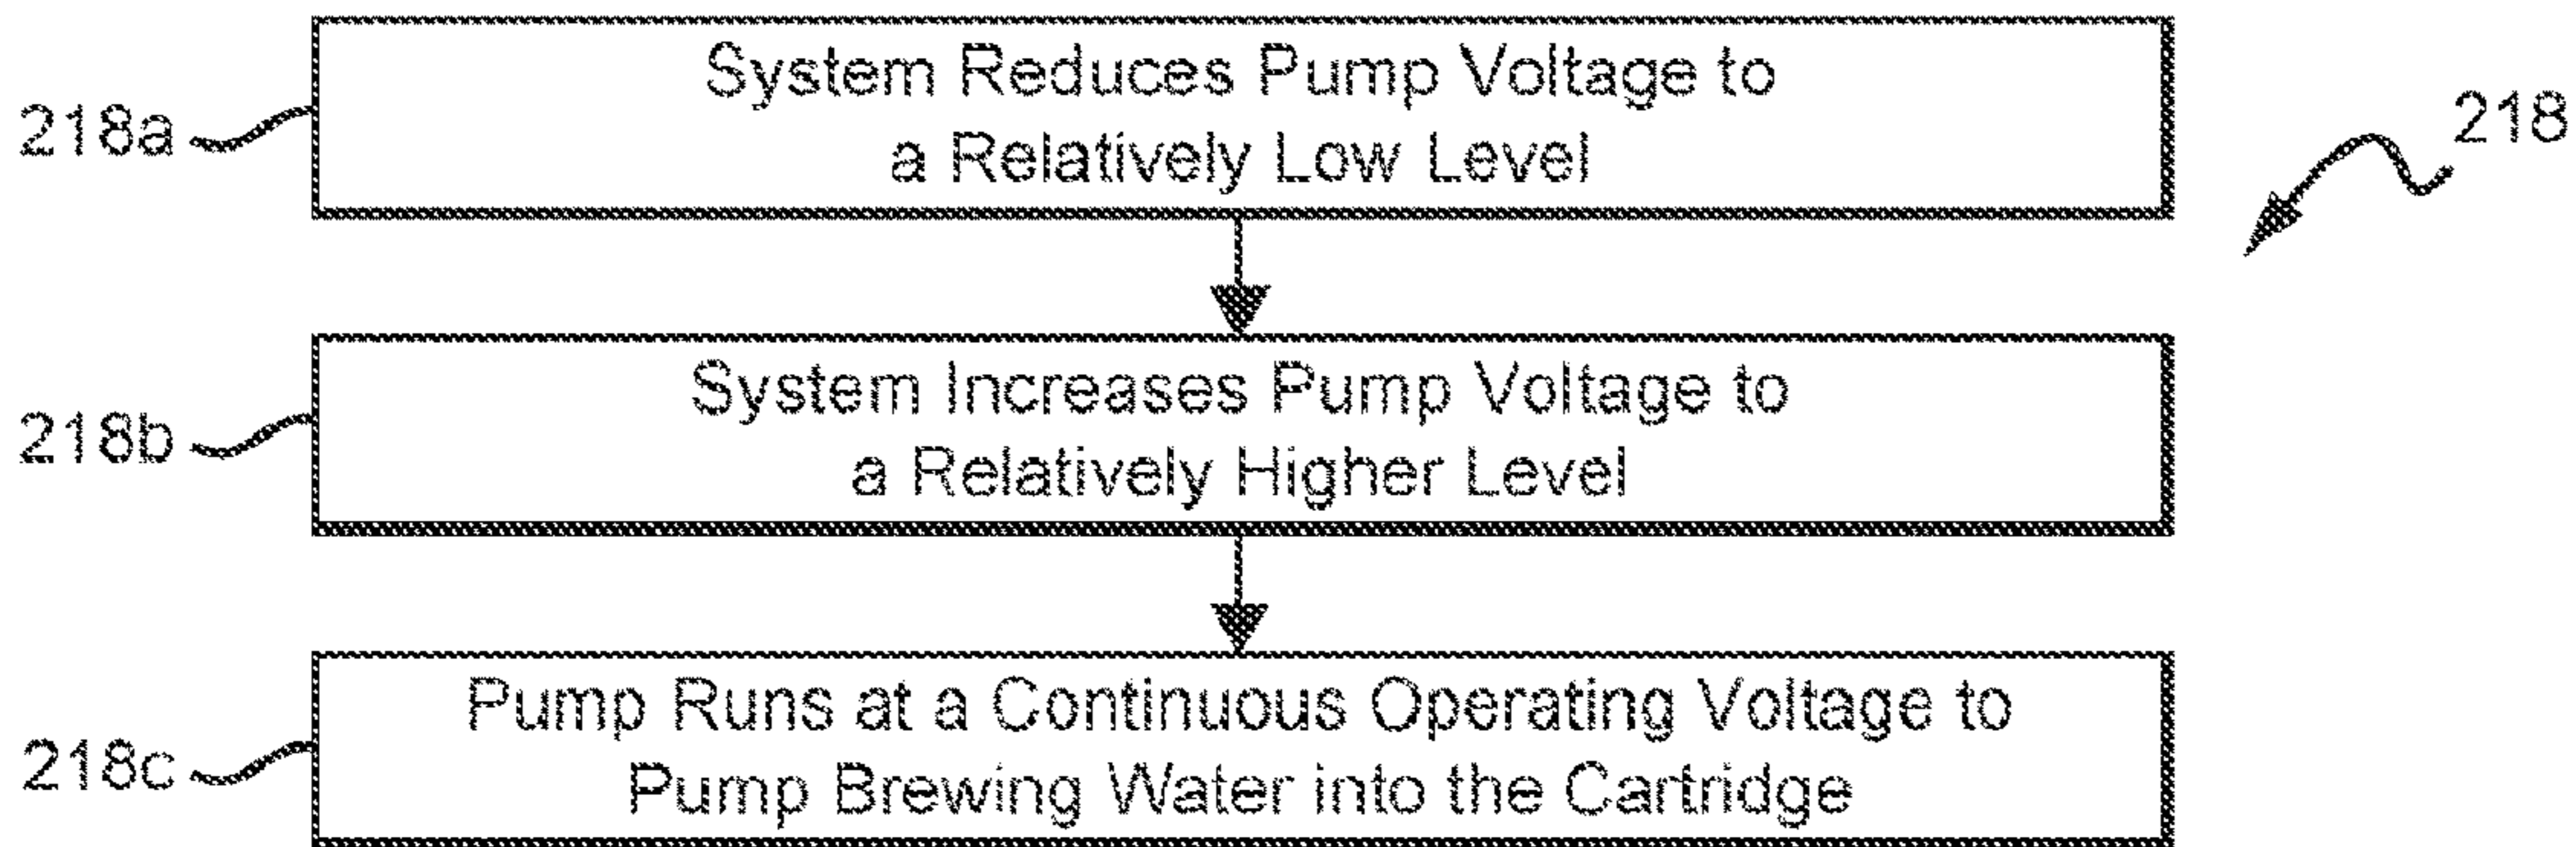 System Reduces Pump Voltage to
a Relatively Low Level
218a
218
System Increases Pump Voltage to
a Relatively Higher Level
218b
Pump Runs at a Continuous Operating Voltage to
Pump Brewing Water into the Cartridge
218c